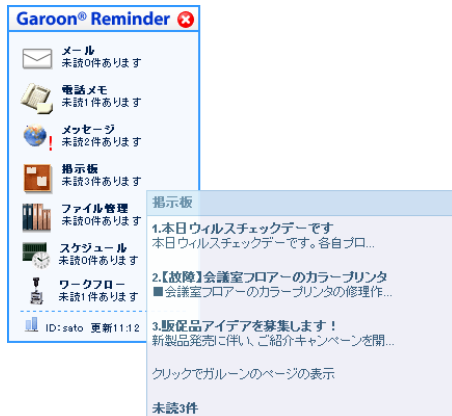 Garoon® Reminder
メール
未読0件あります
電話メモ
未読1件あります
メッセージ
未読2件あります
掲示板
未読3件あります
ファイル管理
未読0件あります
スケジュール
未読0件あります
ワークフロー
未読1件あります
ID:sato 更新11:12
掲示板
1.本日ウィルスチェックデーです
本日ウィルスチェックデーです。各自プロ...
2.【故障】会議室フロアーのカラープリンタ
■会議室フロアーのカラープリンタの修理作...
3.販促品アイデアを募集します！
新製品発売に伴い、ご紹介キャンペーンを開...
クリックでガルーンのページの表示
未読3件